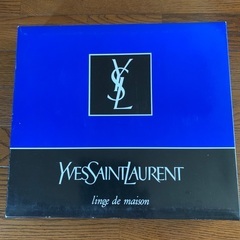 YSL
YVESSAINTLAURENT
linge de maison